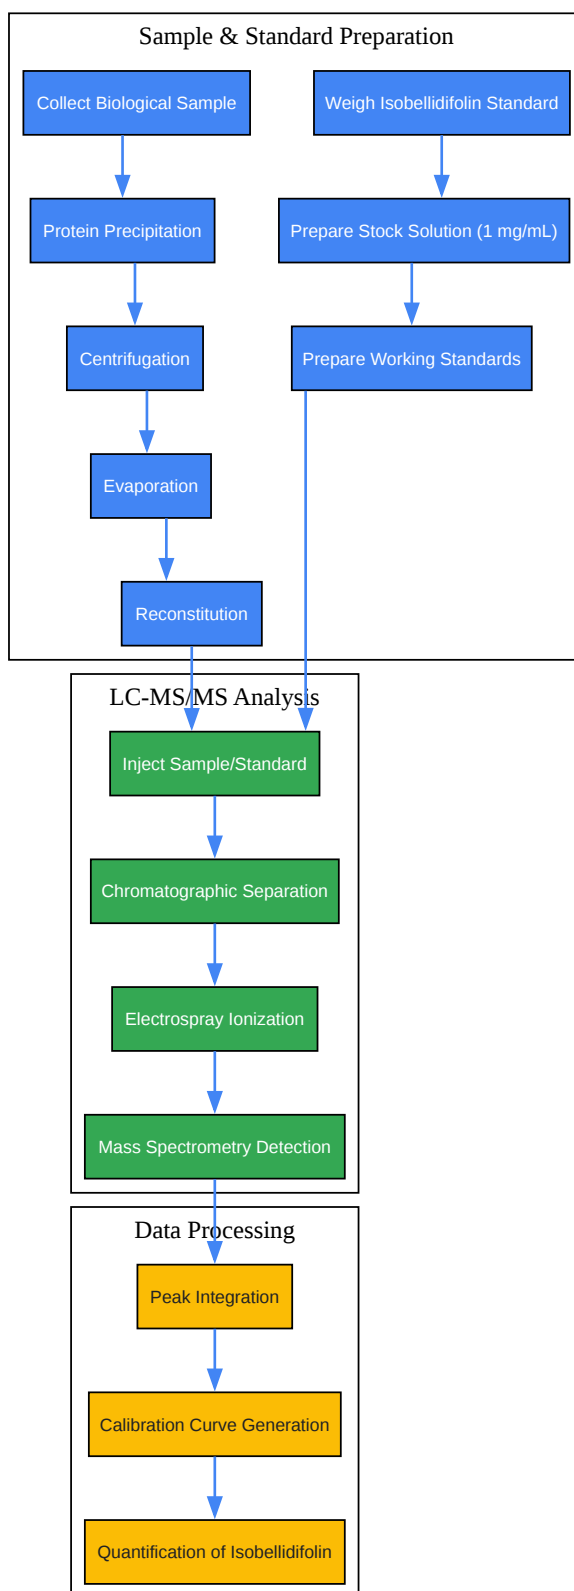 Sample & Standard Preparation
Collect Biological Sample
Weigh Isobellidifolin Standard
Protein Precipitation
Prepare Stock Solution (1 mg/mL)
Centrifugation
Prepare Working Standards
Evaporation
Reconstitution
LC-MS/MS Analysis
Inject Sample/Standard
Chromatographic Separation
Electrospray Ionization
Mass Spectrometry Detection
Data Processing
Peak Integration
Calibration Curve Generation
Quantification of Isobellidifolin